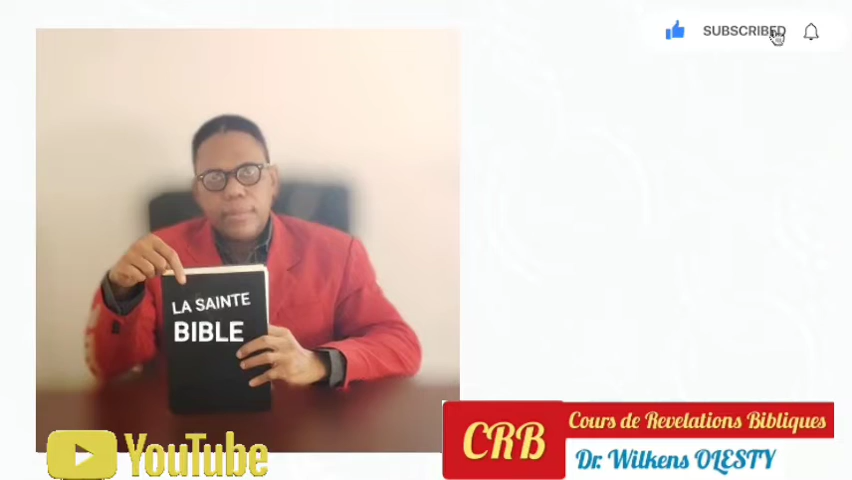 SUBSCRIBED
LA SAINTE
BIBLE
YouTube
CRB
Cours de Revelations Bibliques
Dr. Wilkens OLESTY